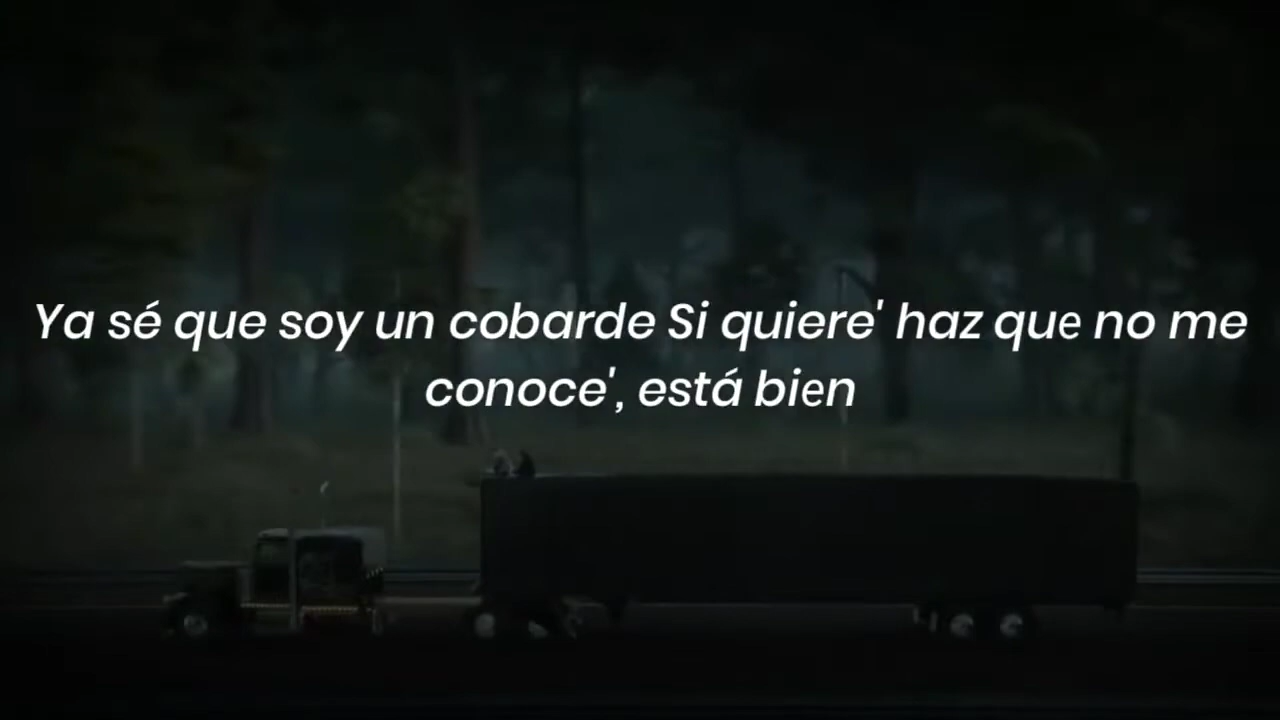 Ya sé que soy un cobarde Si quiere' haz que no me
conoce', está bien